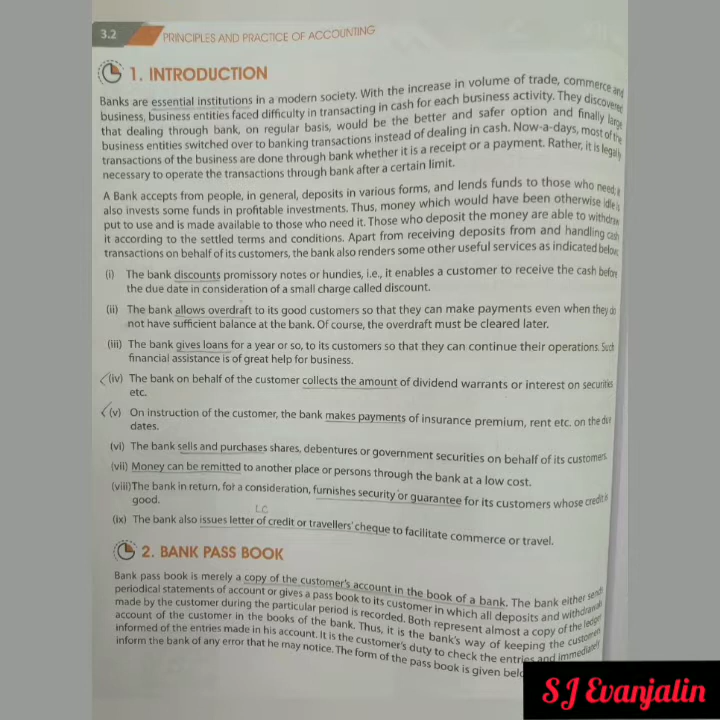 3.2
PRINCIPLES AND PRACTICE OF ACCOUNTING
1. INTRODUCTION
Banks are essential institutions in a modern society. With the increase in volume of trade, commerce and
business, business entities faced difficulty in transacting in cash for each business activity. They discovered
that dealing through bank, on regular basis, would be the better and safer option and finally large
business entities switched over to banking transactions instead of dealing in cash. Now-a-days, most of the
transactions of the business are done through bank whether it is a receipt or a payment. Rather, it is legally
necessary to operate the transactions through bank after a certain limit.
A Bank accepts from people, in general, deposits in various forms, and lends funds to those who need; it
also invests some funds in profitable investments. Thus, money which would have been otherwise idle is
put to use and is made available to those who need it. Those who deposit the money are able to withdraw
it according to the settled terms and conditions. Apart from receiving deposits from and handling cash
transactions on behalf of its customers, the bank also renders some other useful services as indicated below:
(i) The bank discounts promissory notes or hundies, i.e., it enables a customer to receive the cash before
the due date in consideration of a small charge called discount.
(ii) The bank allows overdraft to its good customers so that they can make payments even when they do
not have sufficient balance at the bank. Of course, the overdraft must be cleared later.
(iii) The bank gives loans for a year or so, to its customers so that they can continue their operations. Such
financial assistance is of great help for business.
(iv) The bank on behalf of the customer collects the amount of dividend warrants or interest on securities
etc.
(v) On instruction of the customer, the bank makes payments of insurance premium, rent etc. on the due
dates.
(vi) The bank sells and purchases shares, debentures or government securities on behalf of its customers.
(vii) Money can be remitted to another place or persons through the bank at a low cost.
(viii)The bank in return, for a consideration, furnishes security or guarantee for its customers whose credit is
good.
LC
(ix) The bank also issues letter of credit or travellers' cheque to facilitate commerce or travel.
2. BANK PASS BOOK
Bank pass book is merely a copy of the customer's account in the book of a bank. The bank either sends
periodical statements of account or gives a pass book to its customer in which all deposits and withdrawals
made by the customer during the particular period is recorded. Both represent almost a copy of the ledger
account of the customer in the books of the bank. Thus, it is the bank's way of keeping the customer
informed of the entries made in his account. It is the customer's duty to check the entries and immediately
inform the bank of any error that he may notice. The form of the pass book is given
S J Evanjalin